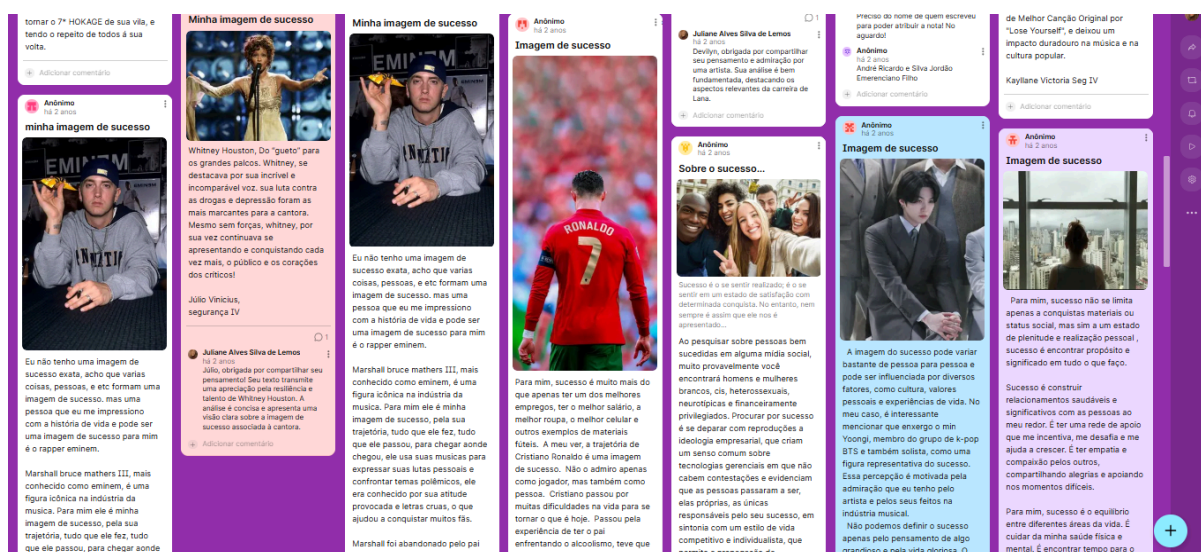 tornar o 7* HOKAGE de sua vila, e
tendo o repeito de todos á sua
volta.
Adicionar comentário
Anônimo
há 2 anos
minha imagem de sucesso
EMINEM
Eu não tenho uma imagem de
sucesso exata, acho que varias
coisas, pessoas, e etc formam uma
imagem de sucesso. mas uma
pessoa que eu me impressiono
com a história de vida e pode ser
uma imagem de sucesso para mim
é o rapper eminem.
Marshall bruce mathers III, mais
conhecido como eminem, é uma
figura icônica na indústria da
musica. Para mim ele é minha
imagem de sucesso, pela sua
trajetória, tudo que ele fez, tudo
que ele passou, para chegar aonde
Minha imagem de sucesso
Whitney Houston, Do “gueto” para
os grandes palcos. Whitney, se
destacava por sua incrível e
incomparável voz. sua luta contra
as drogas e depressão foram as
mais marcantes para a cantora.
Mesmo sem forças, whitney, por
sua vez continuava se
apresentando e conquistando cada
vez mais, o público e os corações
dos críticos!
Júlio Vinicius,
segurança IV
1
Juliane Alves Silva de Lemos
há 2 anos
Júlio, obrigada por compartilhar seu
pensamento! Seu texto transmite
uma apreciação pela resiliência e
talento de Whitney Houston. A
análise é concisa e apresenta uma
visão clara sobre a imagem de
sucesso associada à cantora.
Adicionar comentário
Minha imagem de sucesso
EMINEM
Eu não tenho uma imagem de
sucesso exata, acho que varias
coisas, pessoas, e etc formam uma
imagem de sucesso. mas uma
pessoa que eu me impressiono
com a história de vida e pode ser
uma imagem de sucesso para mim
é o rapper eminem.
Marshall bruce mathers III, mais
conhecido como eminem, é uma
figura icônica na indústria da
musica. Para mim ele é minha
imagem de sucesso, pela sua
trajetória, tudo que ele fez, tudo
que ele passou, para chegar aonde
chegou, ele usa suas musicas para
expressar suas lutas pessoais e
confrontar temas polêmicos, ele
era conhecido por sua atitude
provocada e letras cruas, o que
ajudou a conquistar muitos fãs.
Marshall foi abandonado pelo pai
Anônimo
há 2 anos
Imagem de sucesso
RONALDO
7
Para mim, sucesso é muito mais do
que apenas ter um dos melhores
empregos, ter o melhor salário, a
melhor roupa, o melhor celular e
outros exemplos de materiais
fúteis. A meu ver, a trajetória de
Cristiano Ronaldo é uma imagem
de sucesso. Não o admiro apenas
como jogador, mas também como
pessoa. Cristiano passou por
muitas dificuldades na vida para se
tornar o que é hoje. Passou pela
experiência de ter o pai
enfrentando o alcoolismo, teve que
1
Juliane Alves Silva de Lemos
há 2 anos
Devilyn, obrigada por compartilhar
seu pensamento e admiração por
uma artista. Sua análise é bem
fundamentada, destacando os
aspectos relevantes da carreira de
Lana.
Adicionar comentário
Anônimo
há 2 anos
Sobre o sucesso...
Sucesso é o se sentir realizado; é o se
sentir em um estado de satisfação com
determinada conquista. No entanto, nem
sempre é assim que ele nos é
apresentado...
Ao pesquisar sobre pessoas bem
sucedidas em alguma mídia social,
muito provavelmente você
encontrará homens e mulheres
brancos, cis, heterossexuais,
neurotípicas e financeiramente
privilegiados. Procurar por sucesso
é se deparar com reproduções a
ideologia empresarial, que criam
um senso comum sobre
tecnologias gerenciais em que não
cabem contestações e evidenciam
que as pessoas passaram a ser,
elas próprias, as únicas
responsáveis pelo seu sucesso, em
sintonia com um estilo de vida
competitivo e individualista, que
Preciso do nome de quem escreveu
para poder atribuir a nota! No
aguardo!
Anônimo
há 2 anos
André Ricardo e Silva Jordão
Emerenciano Filho
Adicionar comentário
Anônimo
há 2 anos
Imagem de sucesso
A imagem do sucesso pode variar
bastante de pessoa para pessoa e
pode ser influenciada por diversos
fatores, como cultura, valores
pessoais e experiências de vida. No
meu caso, é interessante
mencionar que enxergo o min
Yoongi, membro do grupo de k-pop
BTS e também solista, como uma
figura representativa do sucesso.
Essa percepção é motivada pela
admiração que eu tenho pelo
artista e pelos seus feitos na
indústria musical.
Não podemos definir o sucesso
apenas pelo pensamento de algo
grandioso e pela vida gloriosa. O
de Melhor Canção Original por
"Lose Yourself", e deixou um
impacto duradouro na música e na
cultura popular.
Kayllane Victoria Seg IV
Adicionar comentário
Anônimo
há 2 anos
Imagem de sucesso
Para mim, sucesso não se limita
apenas a conquistas materiais ou
status social, mas sim a um estado
de plenitude e realização pessoal ,
sucesso é encontrar propósito e
significado em tudo o que faço.
Sucesso é construir
relacionamentos saudáveis e
significativos com as pessoas ao
meu redor. É ter uma rede de apoio
que me incentiva, me desafia e me
ajuda a crescer. É ter empatia e
compaixão pelos outros,
compartilhando alegrias e apoiando
nos momentos difíceis.
Para mim, sucesso é o equilíbrio
entre diferentes áreas da vida. É
cuidar da minha saúde física e
mental. É encontrar tempo para o